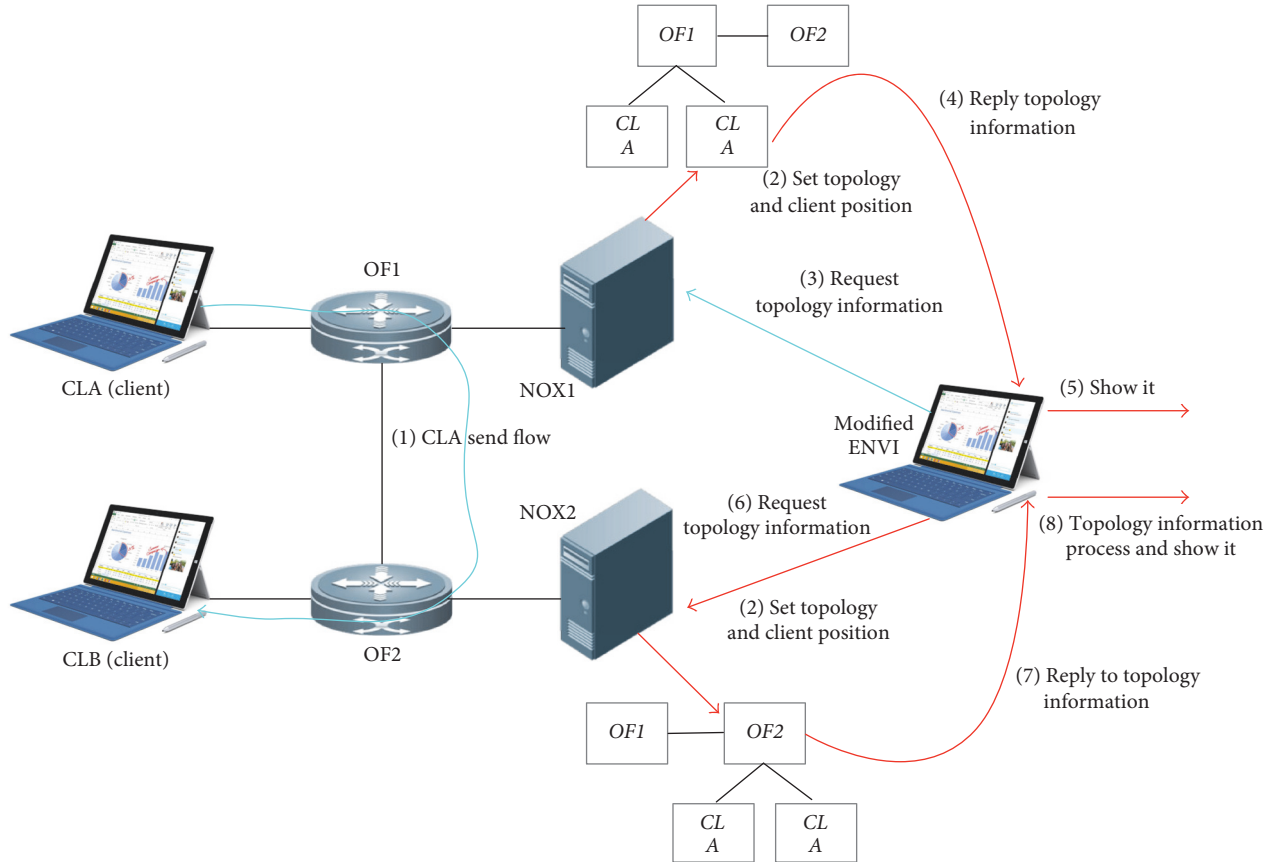 OF1
OF2
CL
A
CL
A
(4) Reply topology
information
(2) Set topology
and client position
OF1
(3) Request
topology information
CLA (client)
NOX1
(5) Show it
Modified
ENVI
(1) CLA send flow
(6) Request
topology information
NOX2
(8) Topology information
process and show it
(2) Set topology
and client position
CLB (client)
OF2
(7) Reply to topology
information
OF1
OF2
CL
A
CL
A